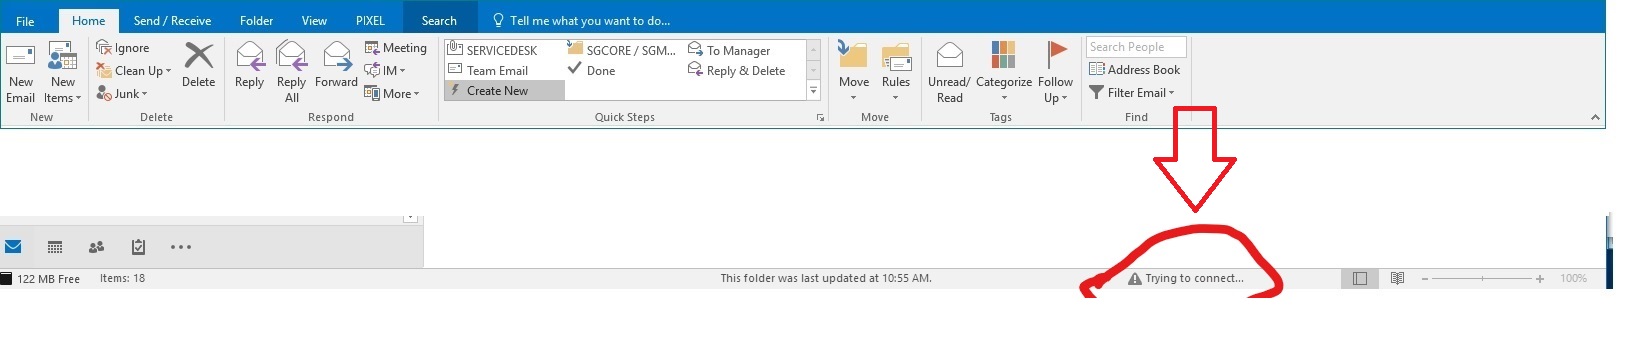 File Home Send / Receive Folder View PIXEL Search Tell me what you want to do...
New Email
New Items
Ignore
Clean Up
Junk
Delete
Reply
Reply All
Forward
Meeting
IM
More
SERVICEDESK
Team Email
Create New
SGCORE / SGM...
Done
To Manager
Reply & Delete
Move
Rules
Unread/ Read
Categorize
Follow Up
Search People
Address Book
Filter Email
New Delete Respond Quick Steps Move Tags Find
122 MB Free Items: 18 This folder was last updated at 10:55 AM. Trying to connect... 100%